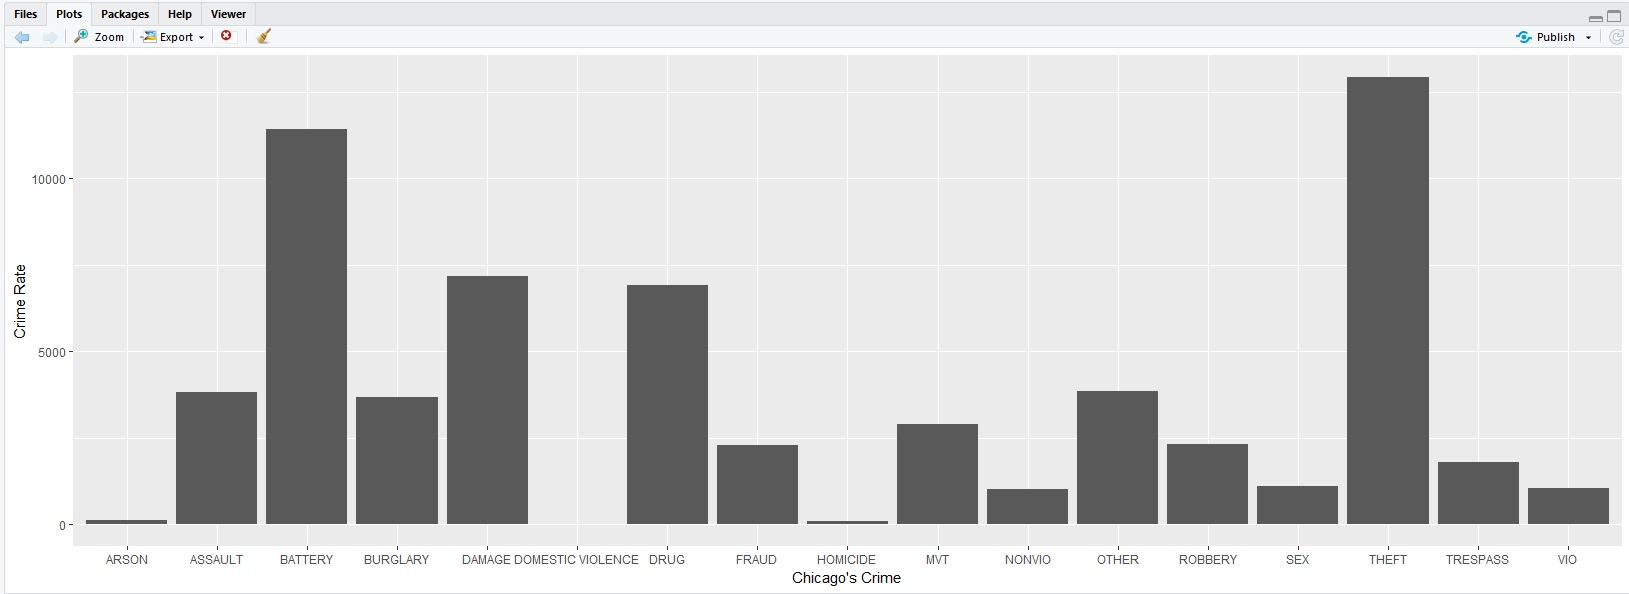 Files Plots Packages Help Viewer
Zoom Export Publish
10000
5000
0
Crime Rate
ARSON ASSAULT BATTERY BURGLARY DAMAGE DOMESTIC VIOLENCE DRUG FRAUD HOMICIDE MVT NONVIO OTHER ROBBERY SEX THEFT TRESPASS VIO
Chicago's Crime